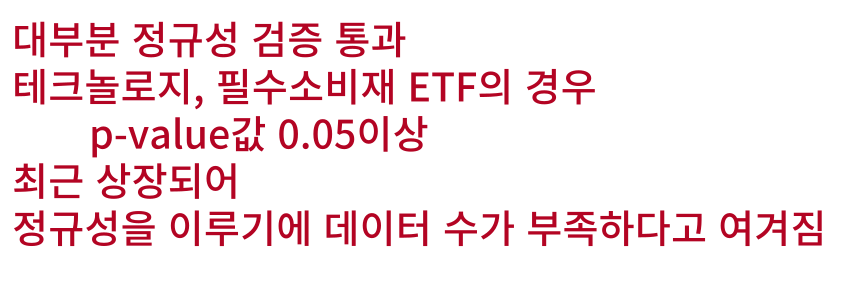 대부분 정규성 검증 통과
테크놀로지, 필수소비재 ETF의 경우
p-value값 0.05이상
최근 상장되어
정규성을 이루기에 데이터 수가 부족하다고 여겨짐